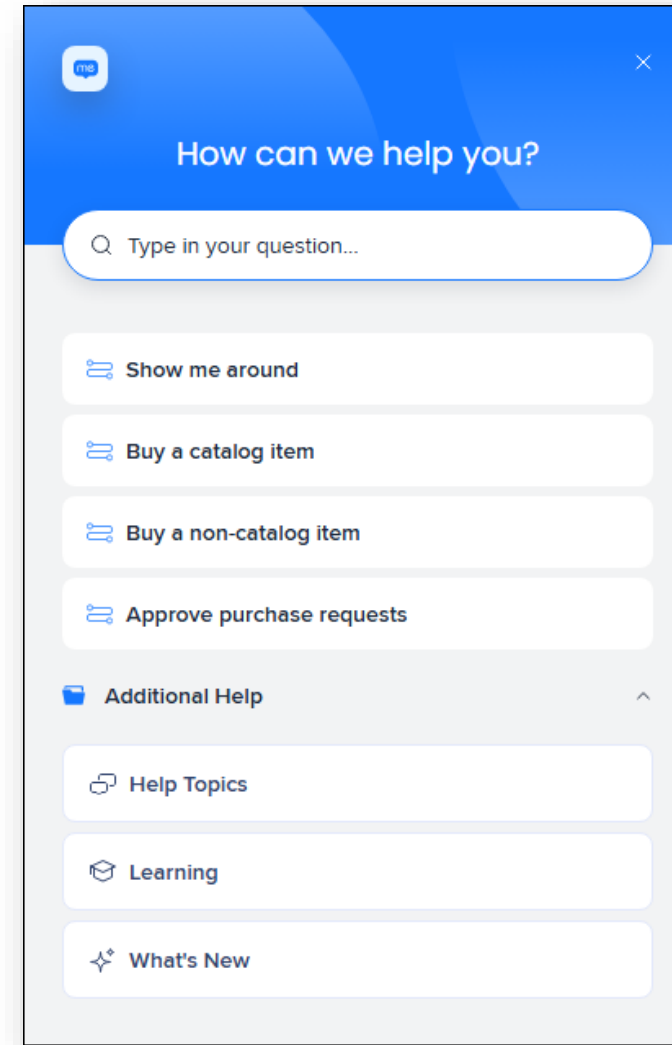 me
How can we help you?
Type in your question...
Show me around
Buy a catalog item
Buy a non-catalog item
Approve purchase requests
Additional Help
Help Topics
Learning
What's New